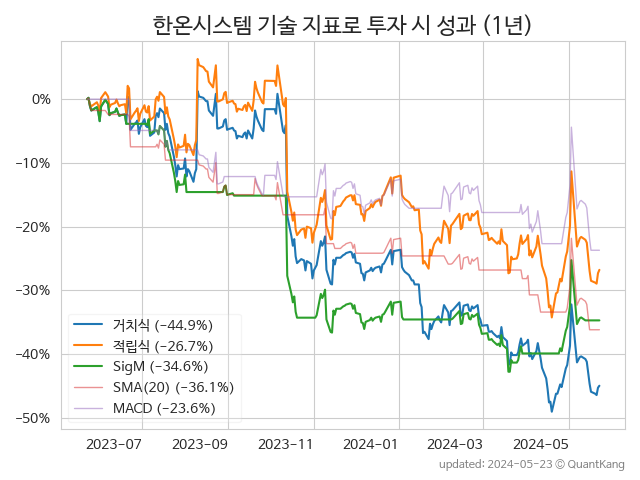 한온시스템 기술 지표로 투자 시 성과 (1년)
0%
−10%
−20%
−30%
−40%
−50%
거치식 (−44.9%)
적립식 (−26.7%)
SigM (−34.6%)
SMA(20) (−36.1%)
MACD (−23.6%)
2023-07 2023-09 2023-11 2024-01 2024-03 2024-05
updated: 2024-05-23 © QuantKang